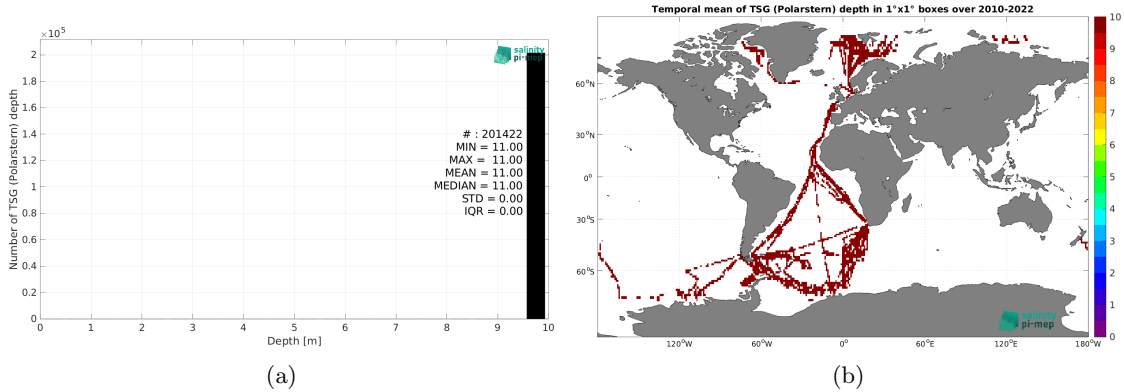 ×10⁵
2
1.8
1.6
1.4
1.2
1
0.8
0.6
0.4
0.2
0
Number of TSG (Polarstern) depth
salinity
pi-mep
# : 201422
MIN = 11.00
MAX = 11.00
MEAN = 11.00
MEDIAN = 11.00
STD = 0.00
IQR = 0.00
0 1 2 3 4 5 6 7 8 9 10
Depth [m]
(a)
Temporal mean of TSG (Polarstern) depth in 1°x1° boxes over 2010-2022
60°N
30°N
0°
30°S
60°S
120°W 60°W 0° 60°E 120°E 180°W
salinity
pi-mep
10
9
8
7
6
5
4
3
2
1
0
(b)